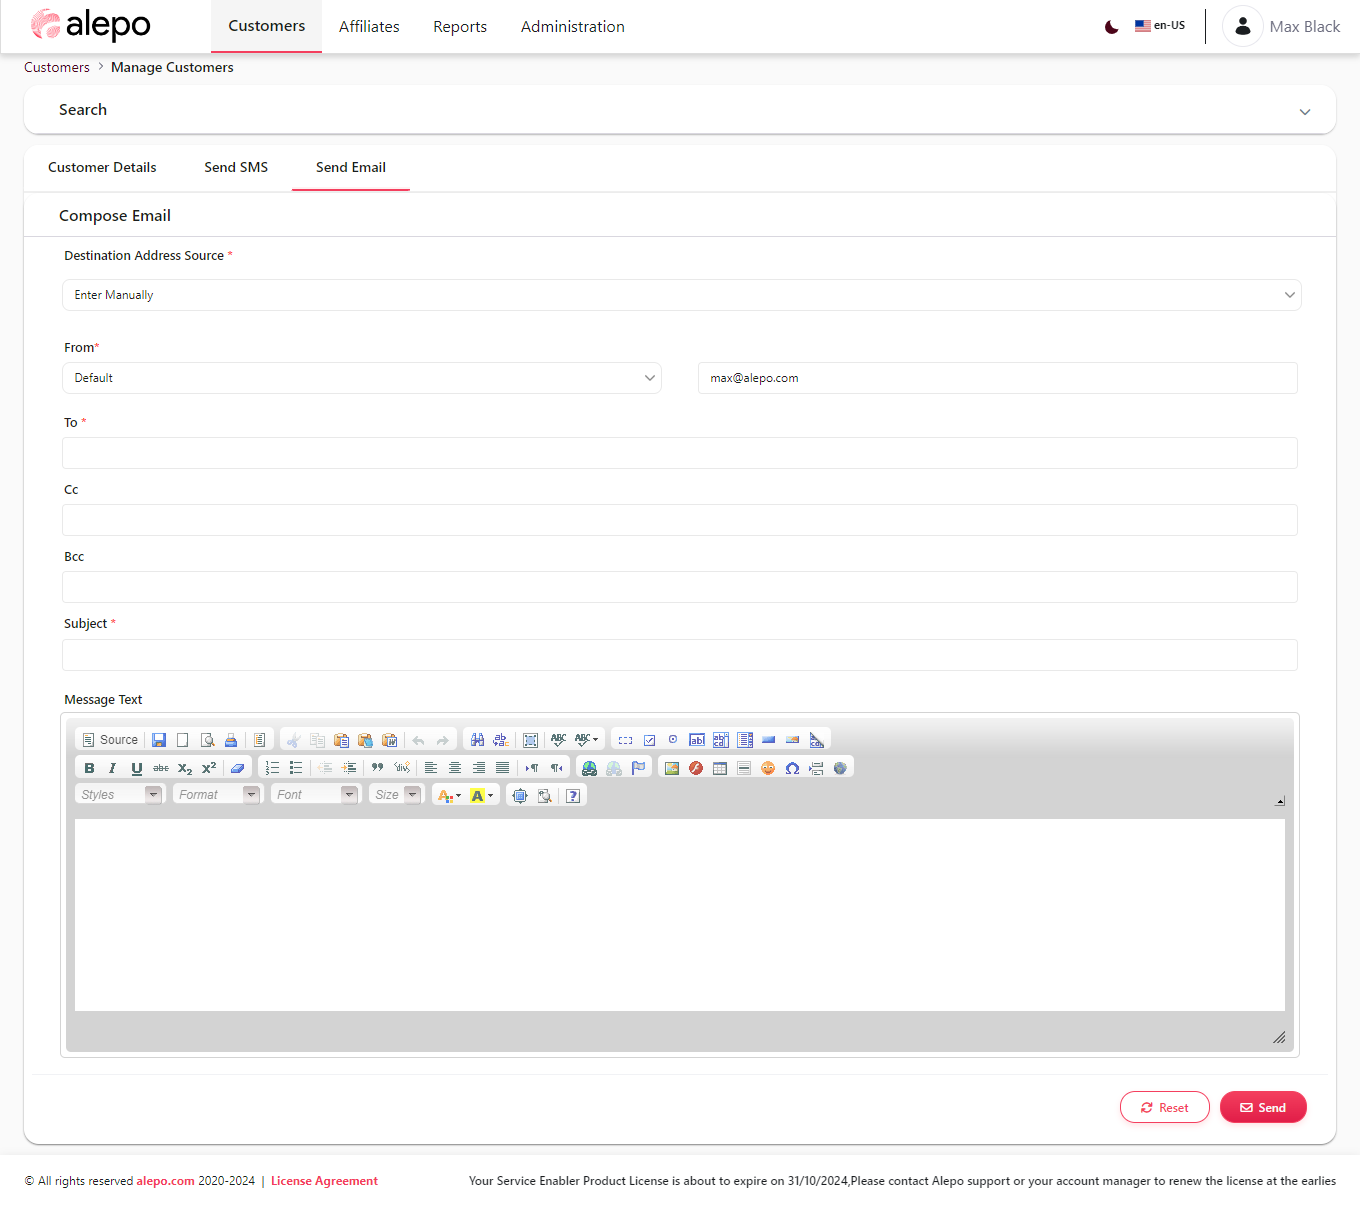 alepo
Customers
Affiliates
Reports
Administration
en-US
Max Black
Customers > Manage Customers
Search
Customer Details
Send SMS
Send Email
Compose Email
Destination Address Source *
Enter Manually
From*
Default
max@alepo.com
To *
Cc
Bcc
Subject *
Message Text
Source
Styles
Format
Font
Size
Reset
Send
© All rights reserved alepo.com 2020-2024 | License Agreement
Your Service Enabler Product License is about to expire on 31/10/2024,Please contact Alepo support or your account manager to renew the license at the earlies